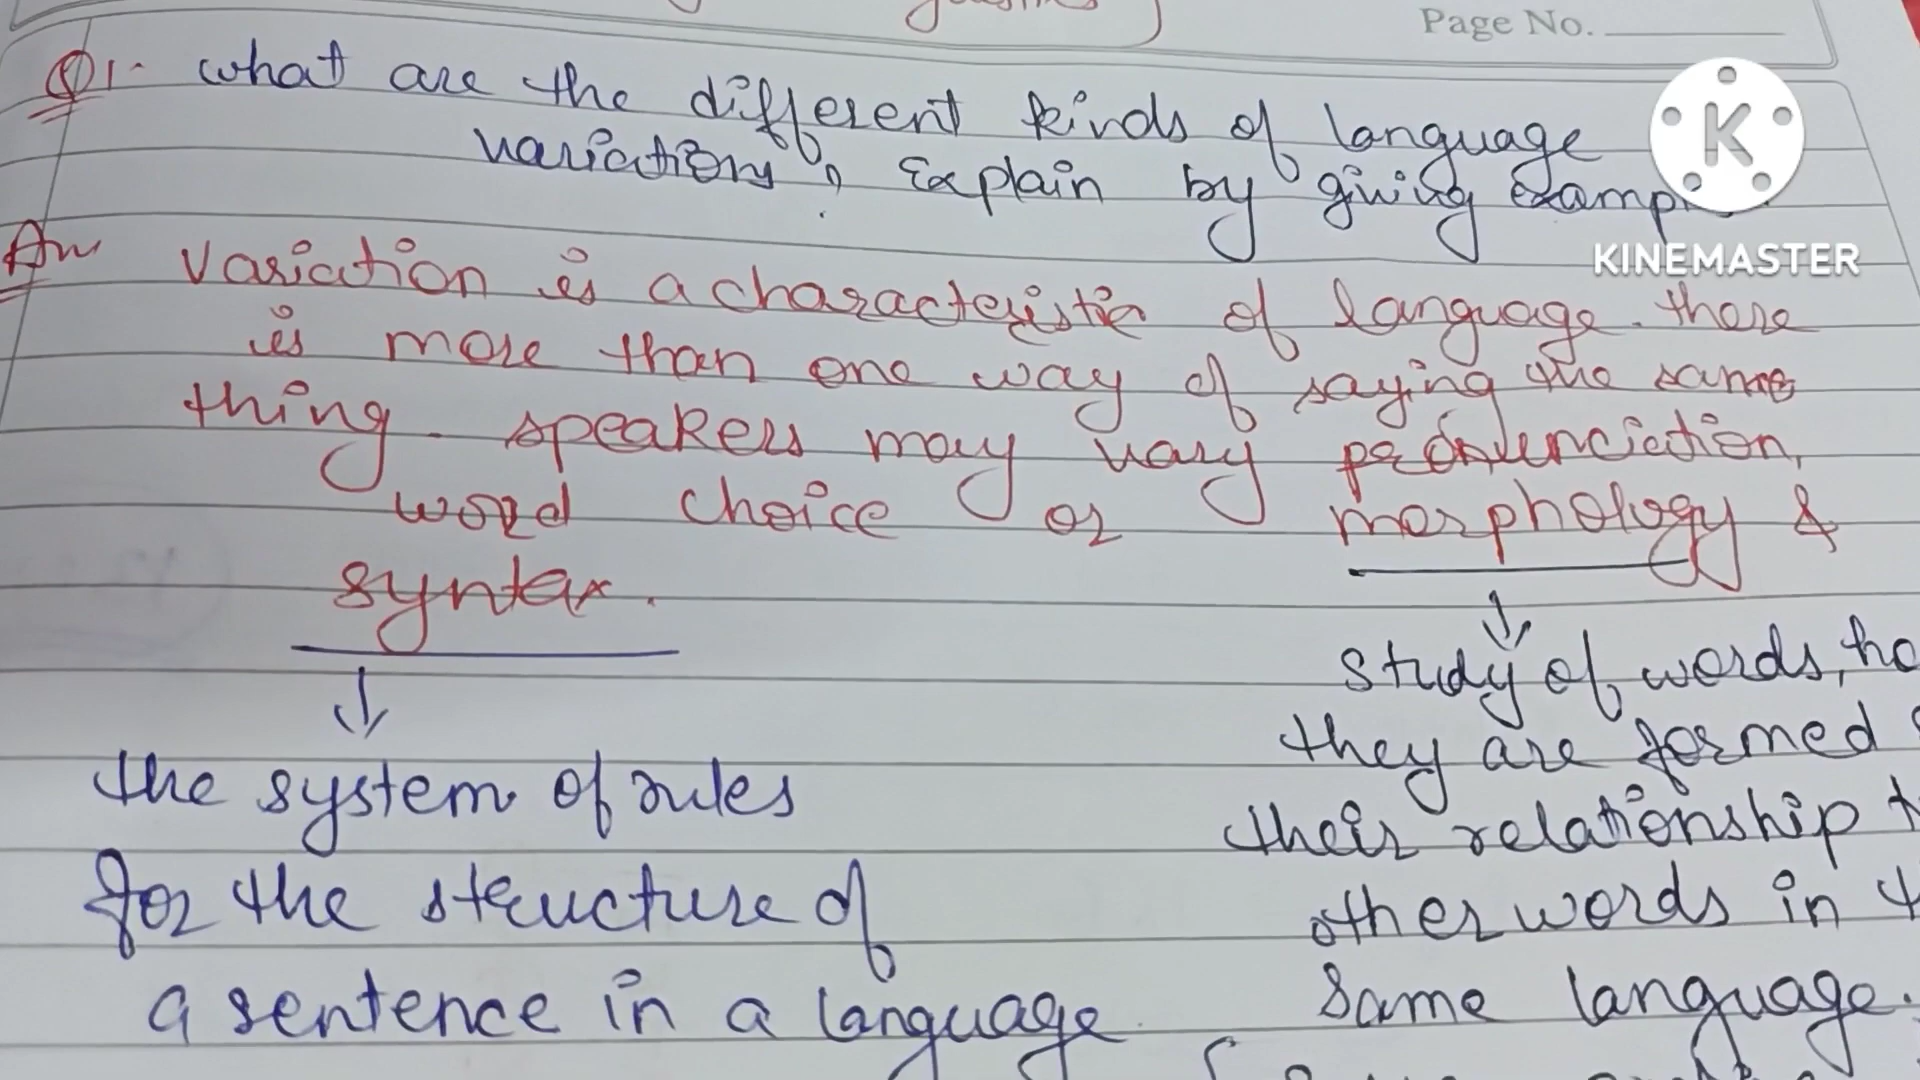 Page No.
Q1. What are the different kinds of language
variations? Explain by giving
KINEMASTER
Ans Variation is a characteristic of language. there
is more than one way of saying the same
thing. speakers may vary pronunciation,
word choice or morphology &
syntax.
study of words,
they are formed
the system of rules
their relationship
for the structure of
other words in
a sentence in a language
same language.